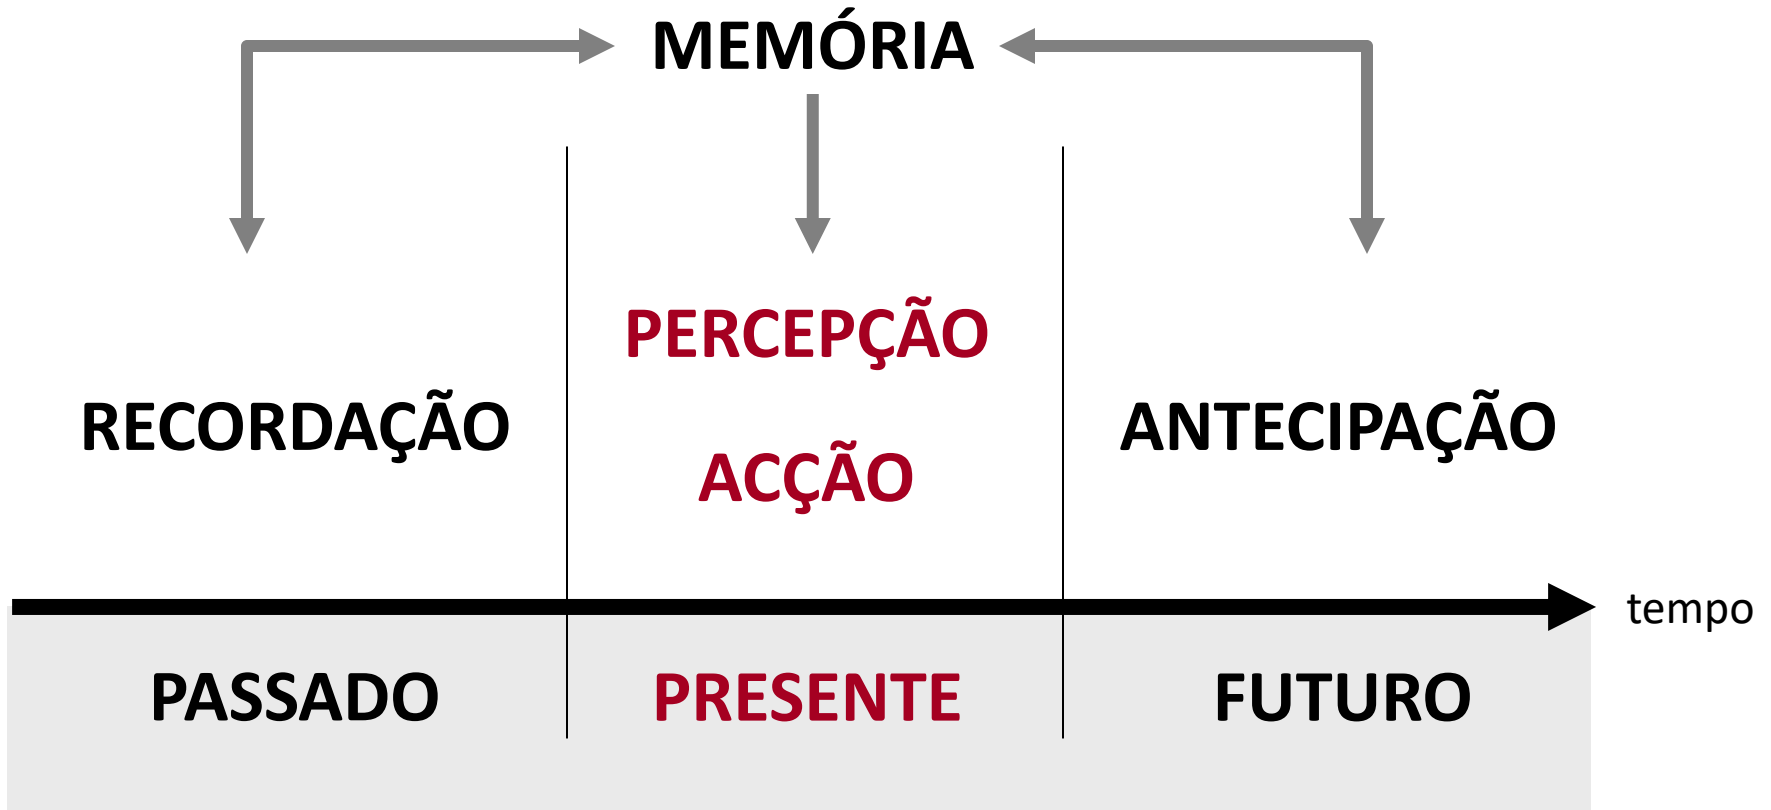 MEMÓRIA
PERCEPÇÃO
RECORDAÇÃO
ANTECIPAÇÃO
ACÇÃO
tempo
PASSADO
PRESENTE
FUTURO